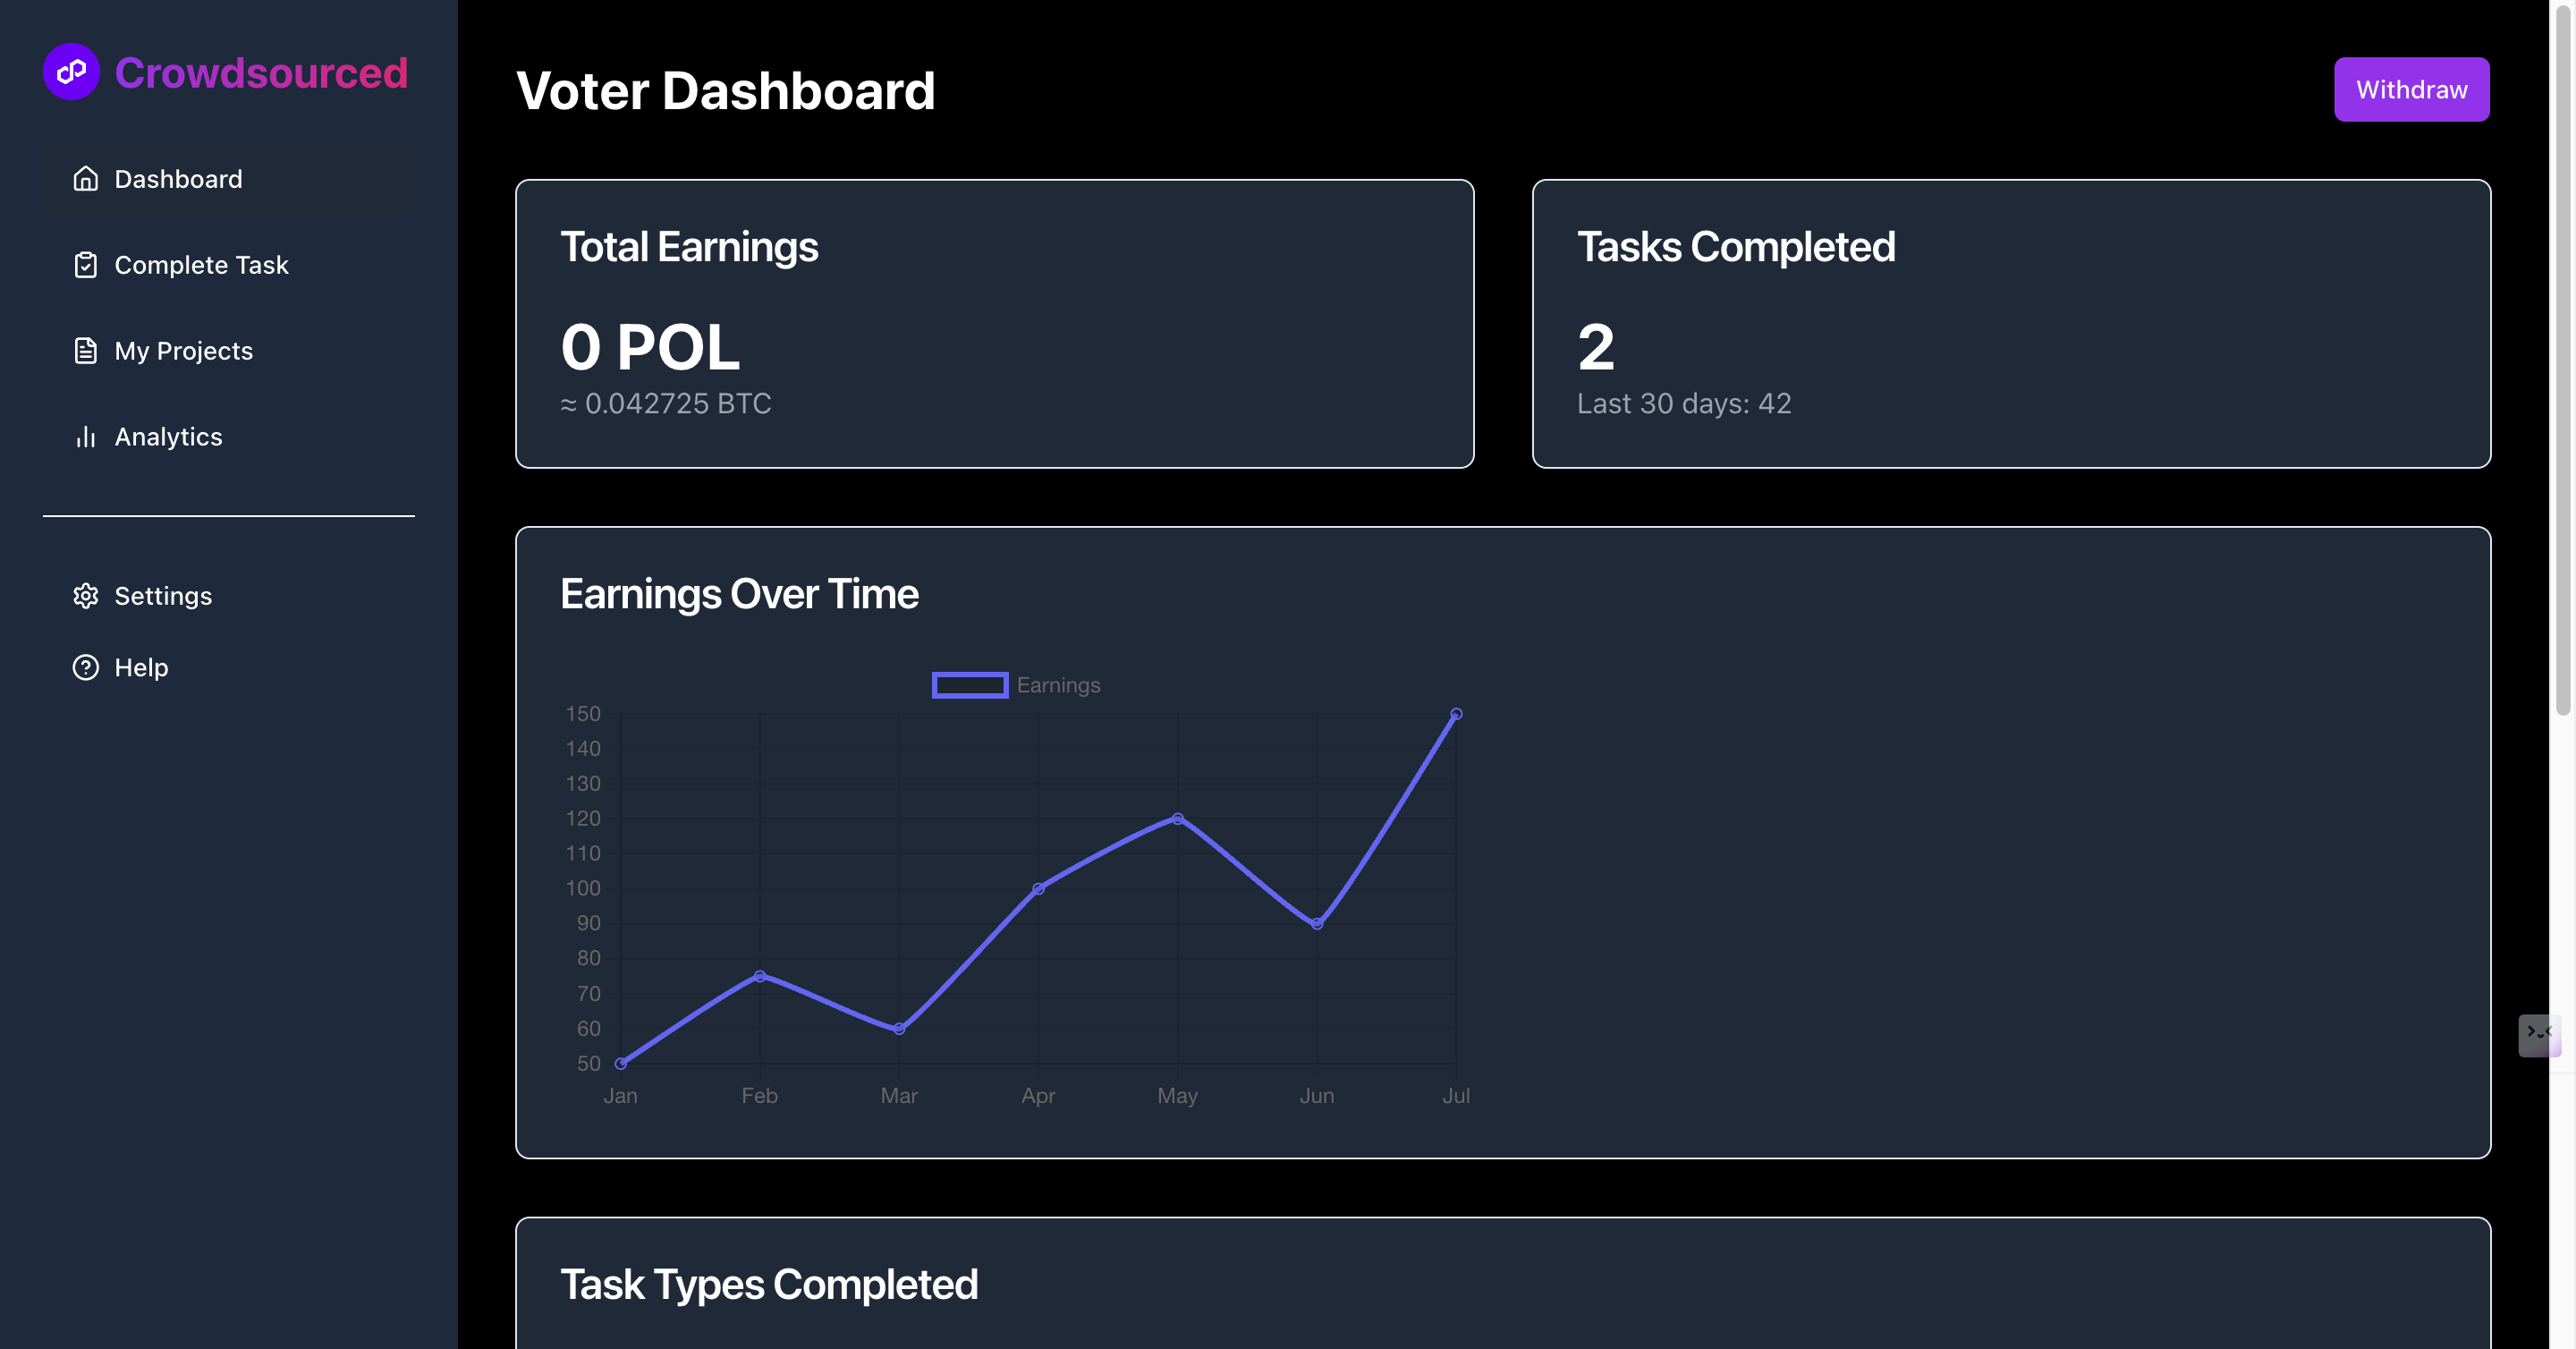 Crowdsourced
Dashboard
Complete Task
My Projects
Analytics
Settings
Help
Voter Dashboard
Withdraw
Total Earnings
0 POL
≈ 0.042725 BTC
Tasks Completed
2
Last 30 days: 42
Earnings Over Time
Earnings
150
140
130
120
110
100
90
80
70
60
50
Jan Feb Mar Apr May Jun Jul
Task Types Completed